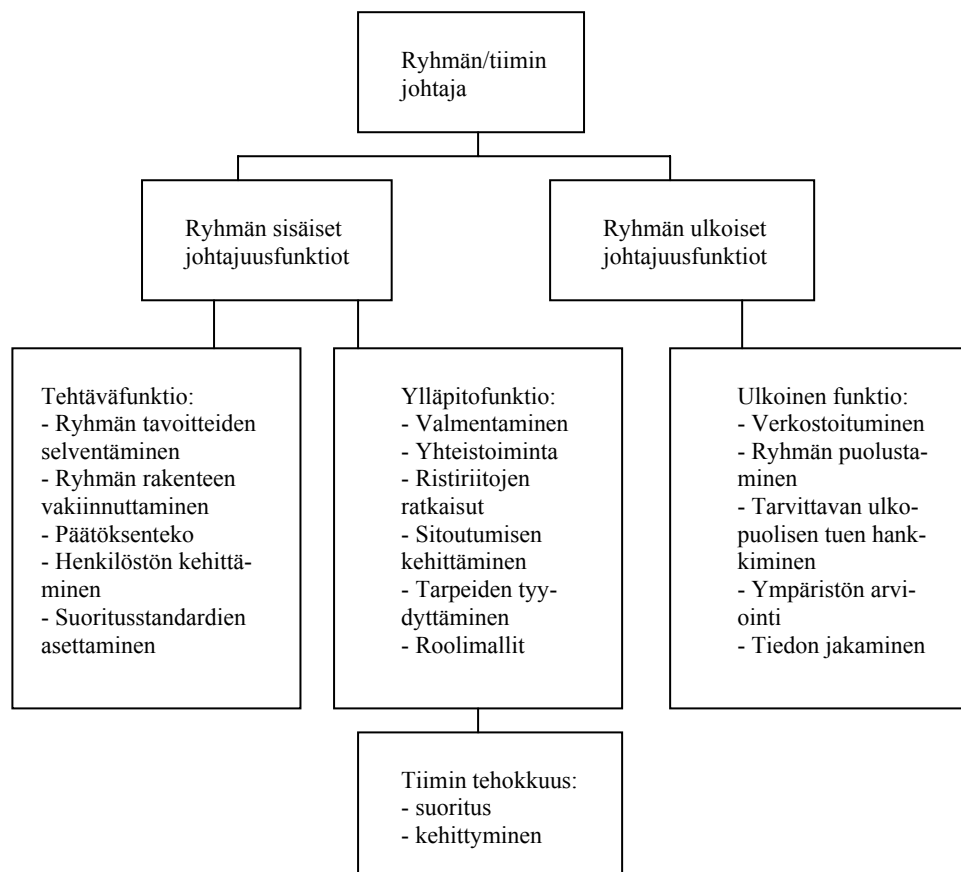 Ryhmän/tiimin
johtaja
Ryhmän sisäiset
johtajuusfunktiot
Ryhmän ulkoiset
johtajuusfunktiot
Tehtäväfunktio:
- Ryhmän tavoitteiden
selventäminen
- Ryhmän rakenteen
vakiinnuttaminen
- Päätöksenteko
- Henkilöstön kehittä-
minen
- Suoritusstandardien
asettaminen
Ylläpitofunktio:
- Valmentaminen
- Yhteistoiminta
- Ristiriitojen
ratkaisut
- Sitoutumisen
kehittäminen
- Tarpeiden tyy-
dyttäminen
- Roolimallit
Ulkoinen funktio:
- Verkostoituminen
- Ryhmän puolusta-
minen
- Tarvittavan ulko-
puolisen tuen hank-
kiminen
- Ympäristön arvi-
ointi
- Tiedon jakaminen
Tiimin tehokkuus:
- suoritus
- kehittyminen